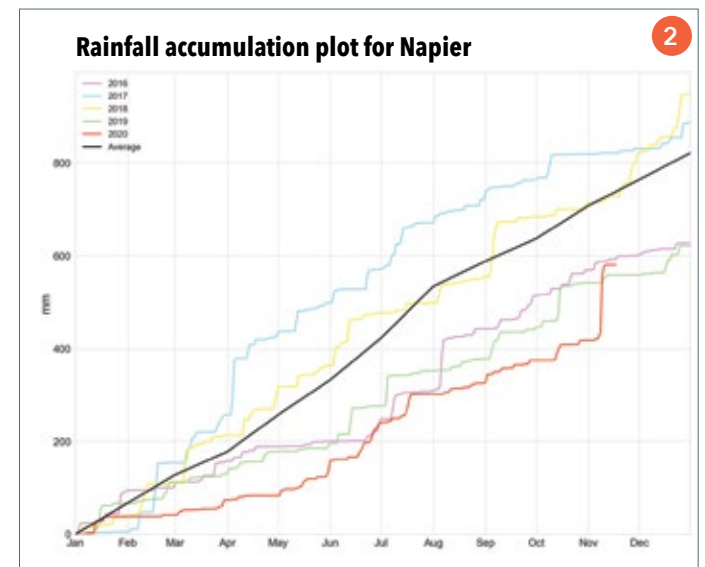 Rainfall accumulation plot for Napier
2
2016
2017
2018
2019
2020
Average
800
600
mm
400
200
0
Jan Feb Mar Apr May Jun Jul Aug Sep Oct Nov Dec